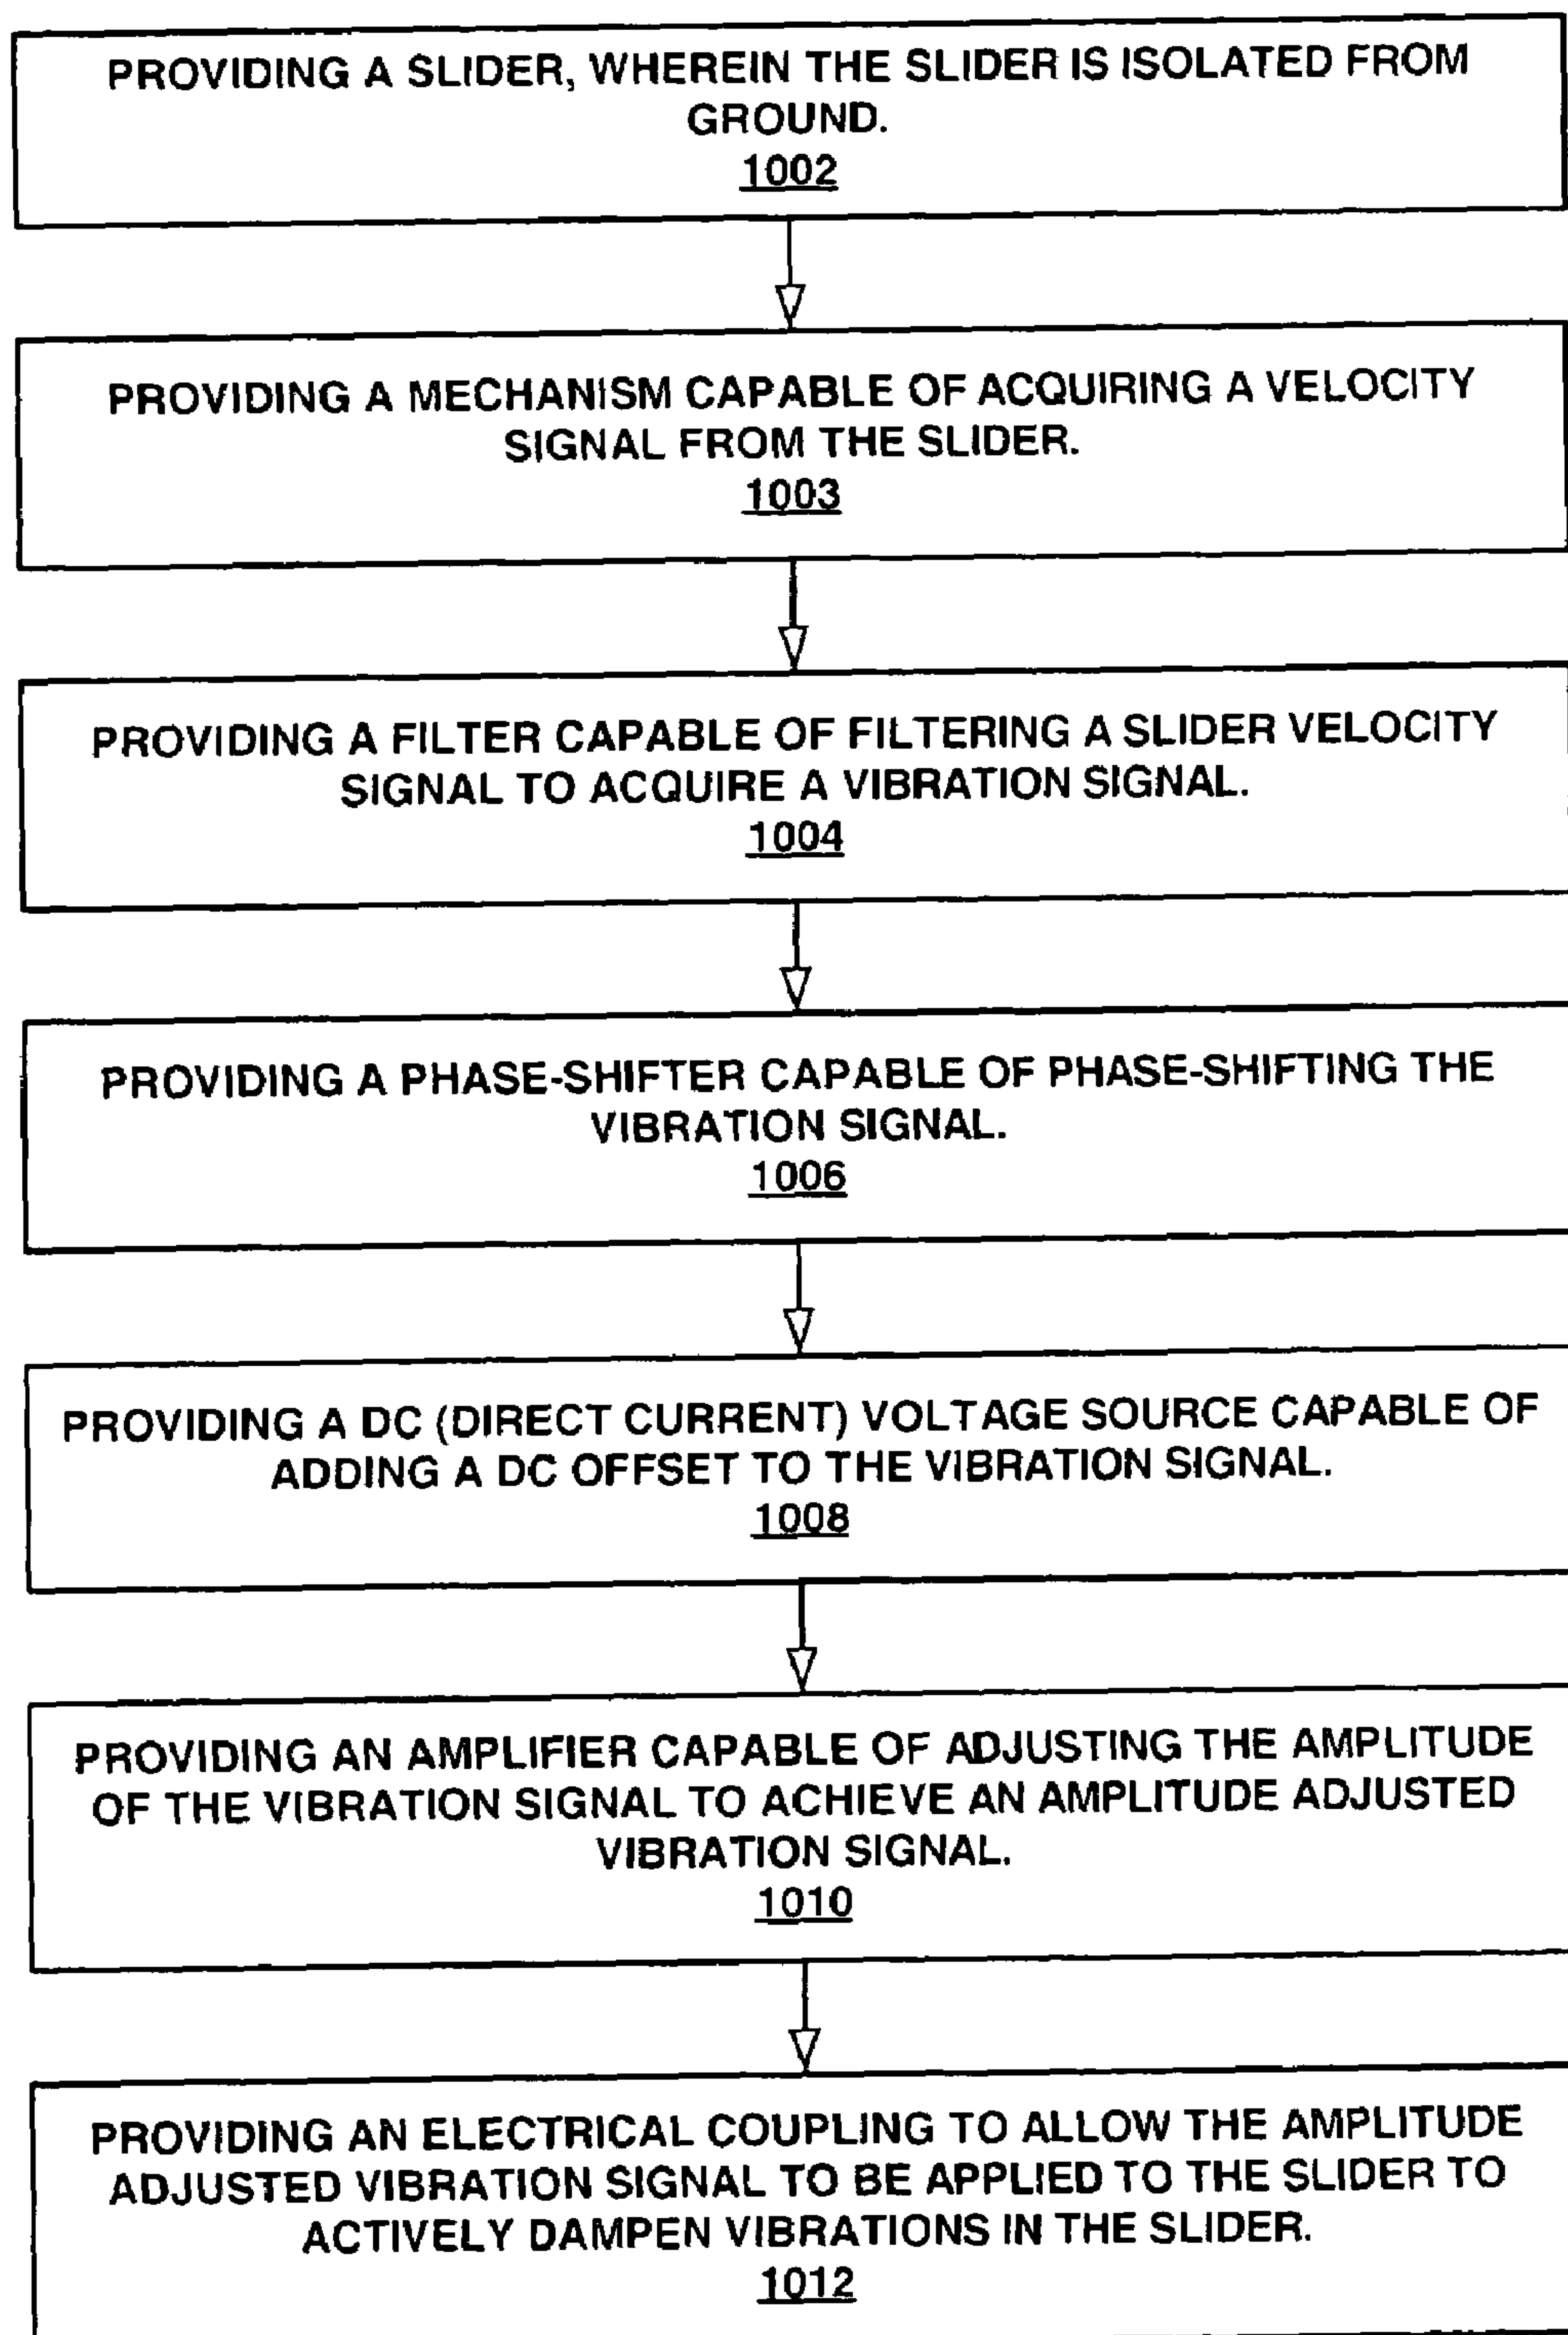 PROVIDING A SLIDER, WHEREIN THE SLIDER IS ISOLATED FROM
GROUND.
1002
PROVIDING A MECHANISM CAPABLE OF ACQUIRING A VELOCITY
SIGNAL FROM THE SLIDER.
1003
PROVIDING A FILTER CAPABLE OF FILTERING A SLIDER VELOCITY
SIGNAL TO ACQUIRE A VIBRATION SIGNAL.
1004
PROVIDING A PHASE-SHIFTER CAPABLE OF PHASE-SHIFTING THE
VIBRATION SIGNAL.
1006
PROVIDING A DC (DIRECT CURRENT) VOLTAGE SOURCE CAPABLE OF
ADDING A DC OFFSET TO THE VIBRATION SIGNAL.
1008
PROVIDING AN AMPLIFIER CAPABLE OF ADJUSTING THE AMPLITUDE
OF THE VIBRATION SIGNAL TO ACHIEVE AN AMPLITUDE ADJUSTED
VIBRATION SIGNAL.
1010
PROVIDING AN ELECTRICAL COUPLING TO ALLOW THE AMPLITUDE
ADJUSTED VIBRATION SIGNAL TO BE APPLIED TO THE SLIDER TO
ACTIVELY DAMPEN VIBRATIONS IN THE SLIDER.
1012